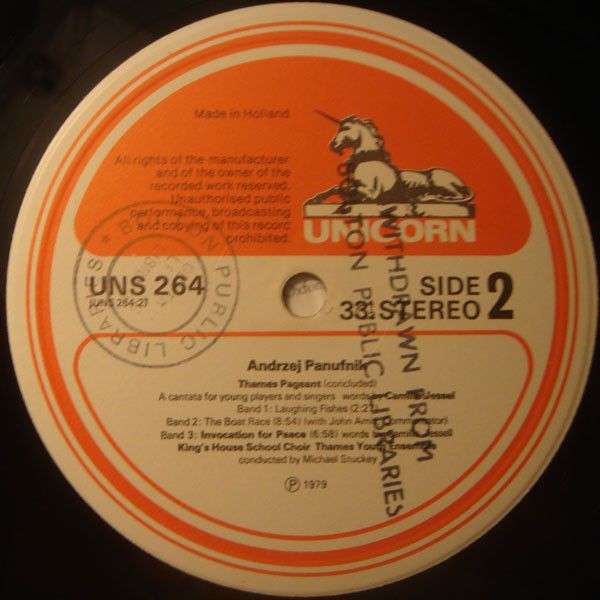 Made in Holland
All rights of the manufacturer
and of the owner of the
recorded work reserved.
Unauthorised public
performance, broadcasting
and copying of this record
prohibited.
UNICORN
UNS 264
(UNS 264:2)
SIDE 2
33 STEREO
Andrzej Panufnik
Thames Pageant (concluded)
A cantata for young players and singers words by Camilla Jessel
Band 1: Laughing Fishes (2:21)
Band 2: The Boat Race (8:54) (with John Amis, commentator)
Band 3: Invocation for Peace (6:58) words by Camilla Jessell
King's House School Choir Thames Youth Ensemble
conducted by Michael Stuckey
Ⓟ 1979
WITHDRAWN FROM
BOLTON PUBLIC LIBRARIES
PUBLIC LIBRARIES